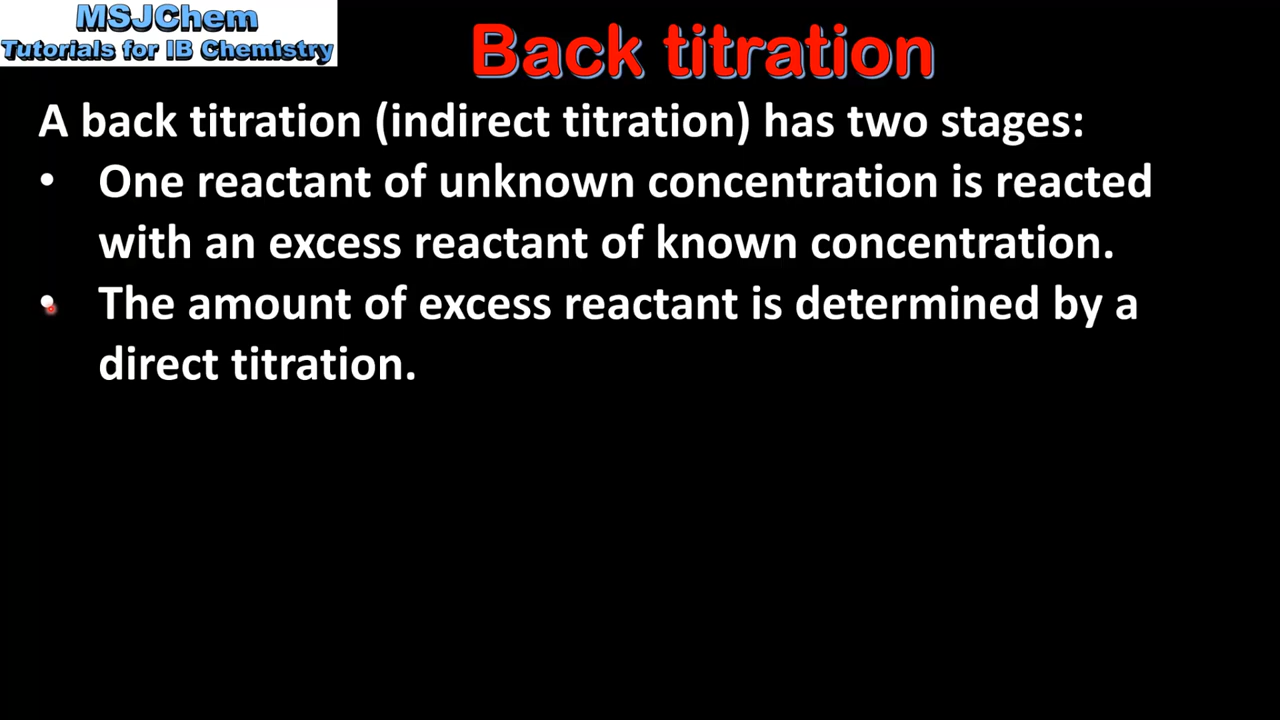 MSJChem
Tutorials for IB Chemistry
Back titration
A back titration (indirect titration) has two stages:
• One reactant of unknown concentration is reacted
with an excess reactant of known concentration.
• The amount of excess reactant is determined by a
direct titration.